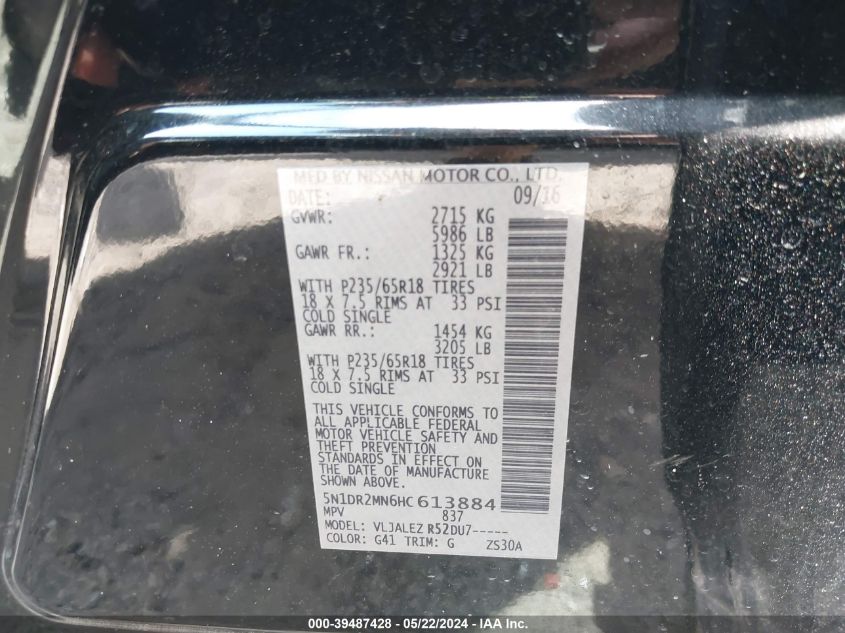 MFD BY NISSAN MOTOR CO., LTD.
DATE: 09/16
GVWR: 2715 KG
5986 LB
GAWR FR.: 1325 KG
2921 LB
WITH P235/65R18 TIRES
18 X 7.5 RIMS AT 33 PSI
COLD SINGLE
GAWR RR.: 1454 KG
3205 LB
WITH P235/65R18 TIRES
18 X 7.5 RIMS AT 33 PSI
COLD SINGLE
THIS VEHICLE CONFORMS TO
ALL APPLICABLE FEDERAL
MOTOR VEHICLE SAFETY AND
THEFT PREVENTION
STANDARDS IN EFFECT ON
THE DATE OF MANUFACTURE
SHOWN ABOVE.
5N1DR2MN6HC 613884
MPV 837
MODEL: VLJALEZ R52DU7-----
COLOR: G41 TRIM: G ZS30A
000-39487428 - 05/22/2024 - IAA Inc.